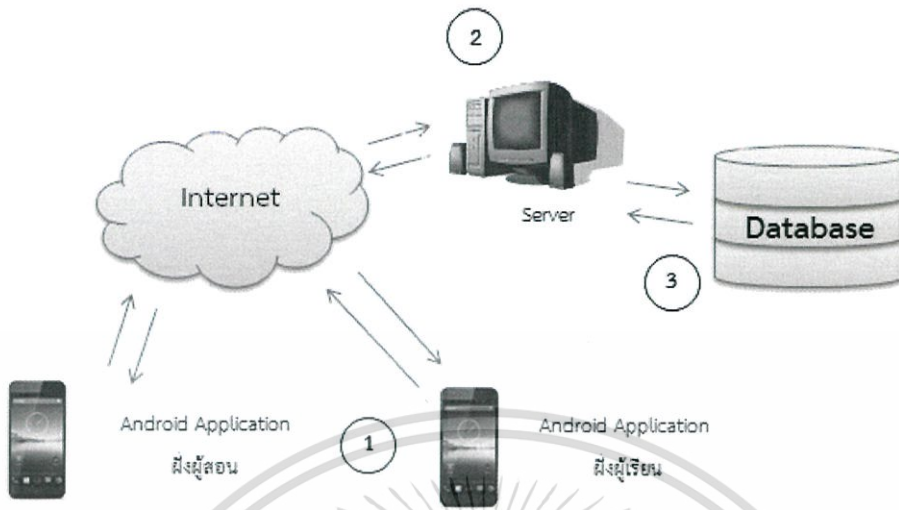 2
Internet
Server
Database
3
Android Application
ฝั่งผู้สอน
1
Android Application
ฝั่งผู้เรียน